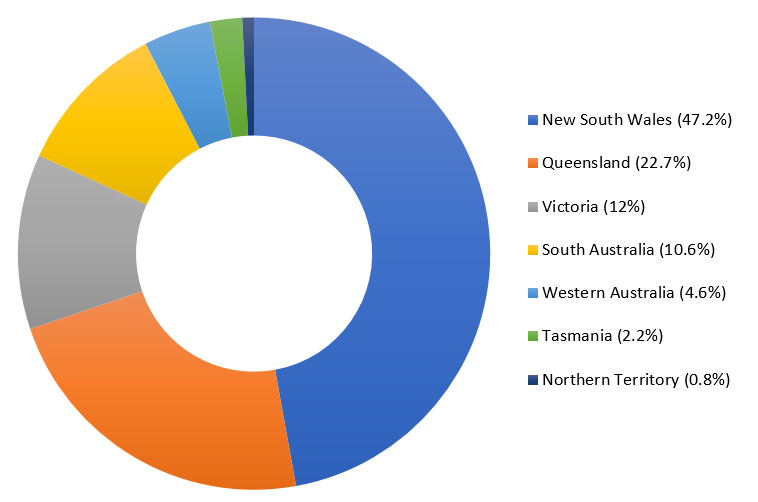 New South Wales (47.2%)
Queensland (22.7%)
Victoria (12%)
South Australia (10.6%)
Western Australia (4.6%)
Tasmania (2.2%)
Northern Territory (0.8%)